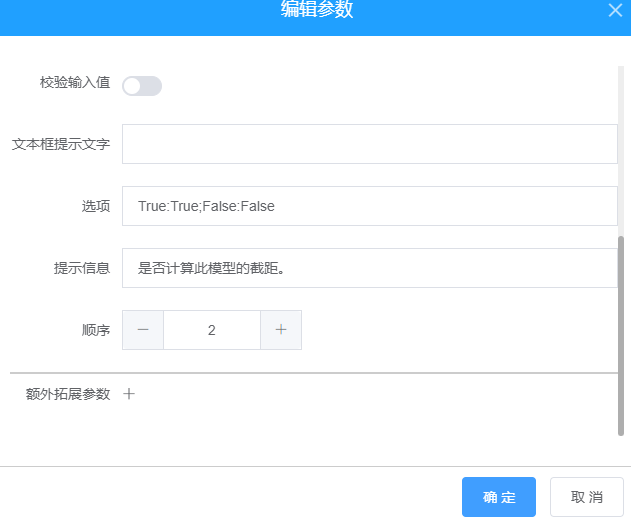 编辑参数
校验输入值
文本框提示文字
选项 True:True;False:False
提示信息 是否计算此模型的截距。
顺序 2
额外拓展参数
确 定 取 消